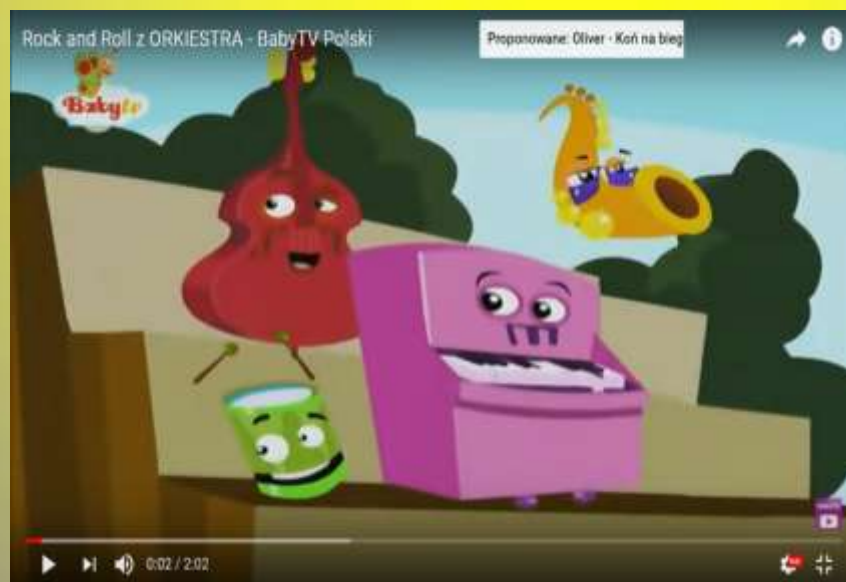 Rock and Roll z ORKIESTRA - BabyTV Polski
Proponowane: Oliver - Koń na bieg
Babytv
0:02 / 2:02